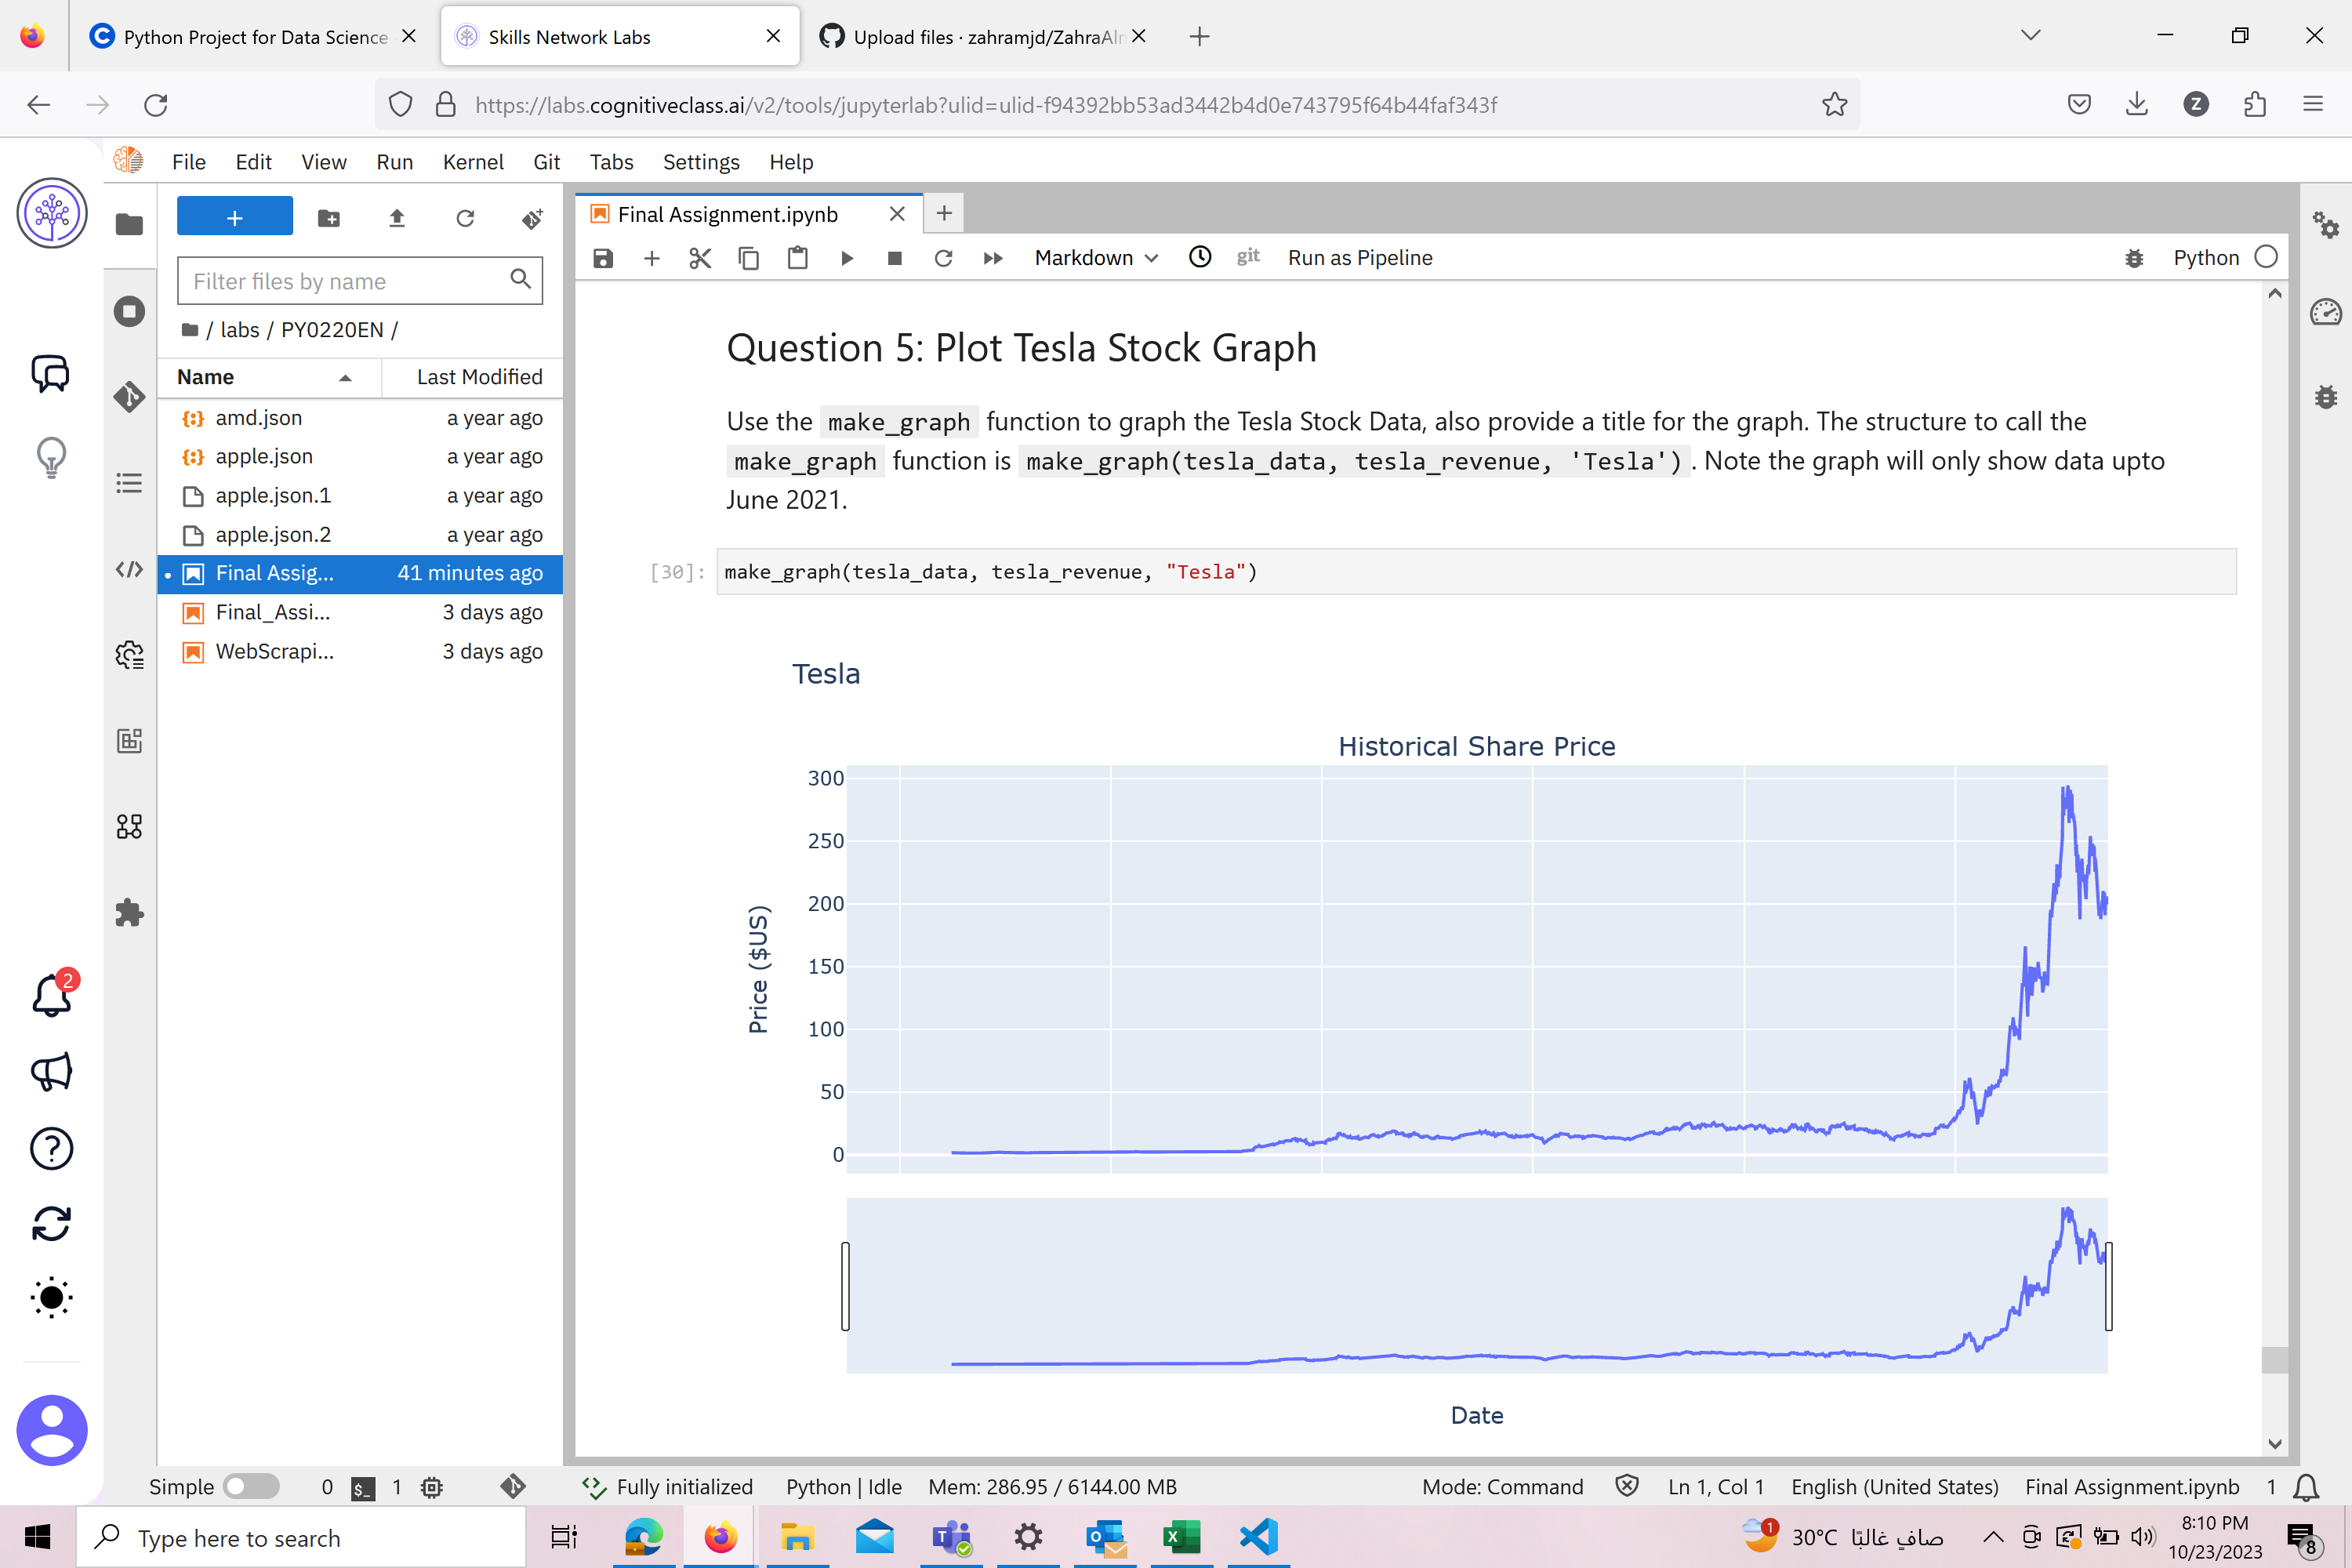 Python Project for Data Science
Skills Network Labs
Upload files · zahramjd/ZahraAlm
https://labs.cognitiveclass.ai/v2/tools/jupyterlab?ulid=ulid-f94392bb53ad3442b4d0e743795f64b44faf343f
Z
File Edit View Run Kernel Git Tabs Settings Help
+
Filter files by name
/ labs / PY0220EN /
Name Last Modified
amd.json a year ago
apple.json a year ago
apple.json.1 a year ago
apple.json.2 a year ago
Final Assig... 41 minutes ago
Final_Assi... 3 days ago
WebScrapi... 3 days ago
2
Final Assignment.ipynb
Markdown git Run as Pipeline Python
Question 5: Plot Tesla Stock Graph
Use the make_graph function to graph the Tesla Stock Data, also provide a title for the graph. The structure to call the
make_graph function is make_graph(tesla_data, tesla_revenue, 'Tesla'). Note the graph will only show data upto
June 2021.
[30]: make_graph(tesla_data, tesla_revenue, "Tesla")
Tesla
Historical Share Price
300
250
200
150
100
50
0
Price ($US)
Date
Simple 0 $_ 1 Fully initialized Python | Idle Mem: 286.95 / 6144.00 MB Mode: Command Ln 1, Col 1 English (United States) Final Assignment.ipynb 1
Type here to search
1 30°C صافٍ غالبًا
8:10 PM
10/23/2023
8